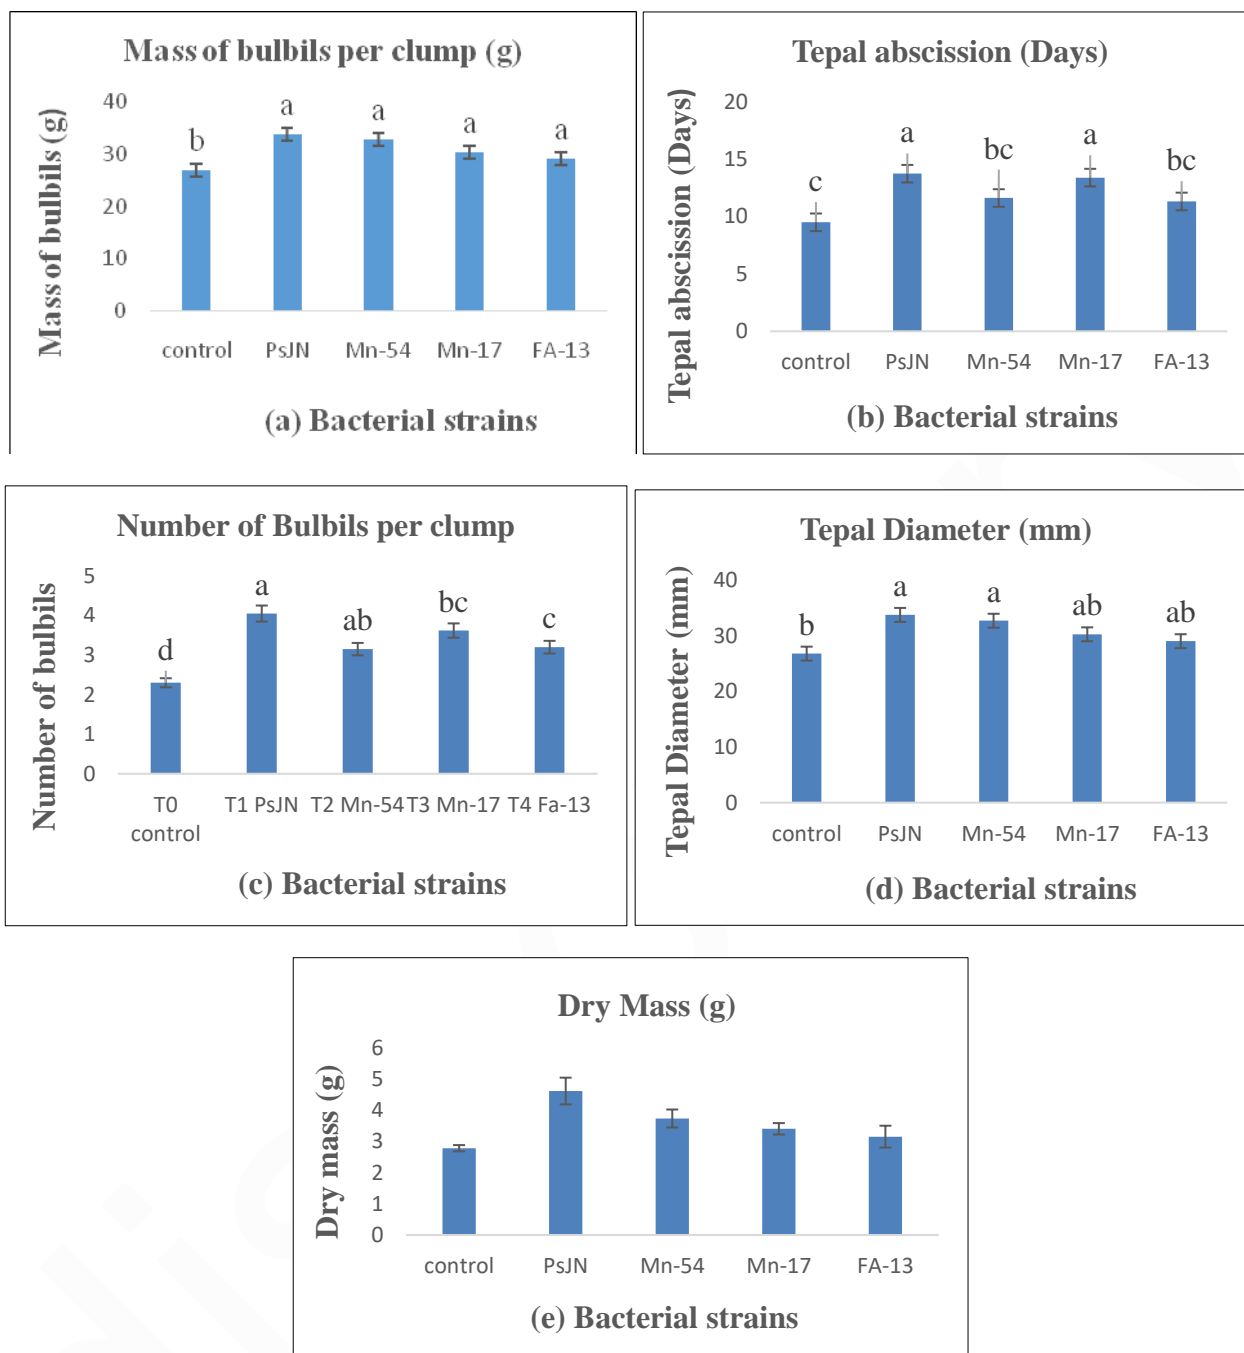 Mass of bulbils per clump (g)
Mass of bulbils (g)
40
30
20
10
0
b a a a a
control PsJN Mn-54 Mn-17 FA-13
(a) Bacterial strains
Tepal abscission (Days)
Tepal abscission (Days)
20
15
10
5
0
c a bc a bc
control PsJN Mn-54 Mn-17 FA-13
(b) Bacterial strains
Number of Bulbils per clump
Number of bulbils
5
4
3
2
1
0
d a ab bc c
T0 control T1 PsJN T2 Mn-54 T3 Mn-17 T4 Fa-13
(c) Bacterial strains
Tepal Diameter (mm)
Tepal Diameter (mm)
40
30
20
10
0
b a a ab ab
control PsJN Mn-54 Mn-17 FA-13
(d) Bacterial strains
Dry Mass (g)
Dry mass (g)
6
5
4
3
2
1
0
control PsJN Mn-54 Mn-17 FA-13
(e) Bacterial strains